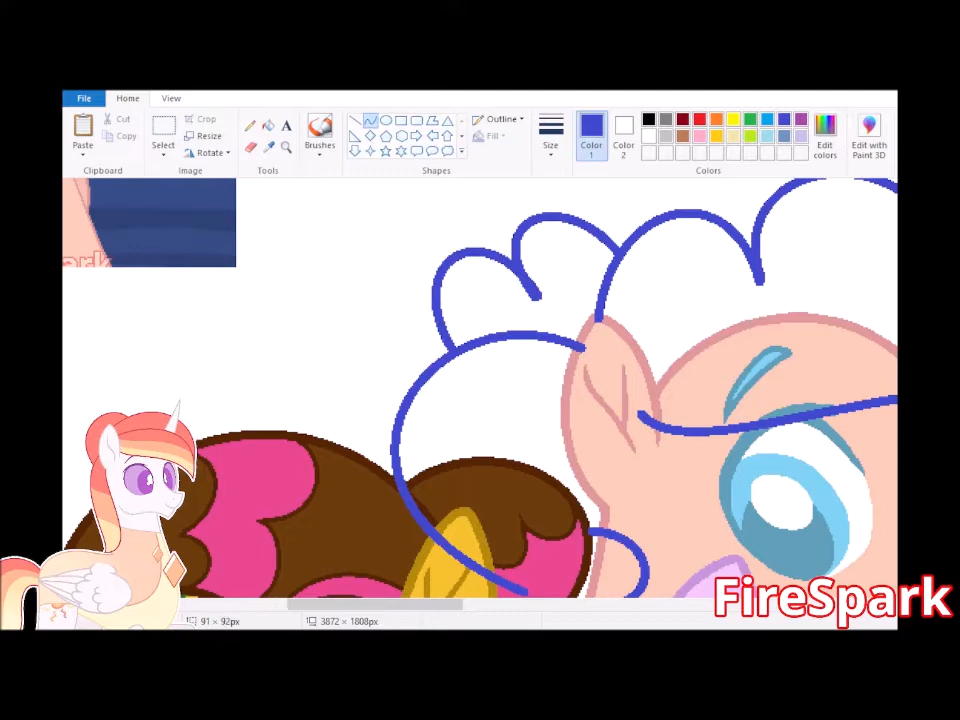 File Home View
Paste Cut Copy Clipboard
Select Crop Resize Rotate Image
A Tools
Brushes
Outline Fill Shapes
Size
Color 1
Color 2
Edit colors
Colors
Edit with Paint 3D
ark
FireSpark
91 × 92px 3872 × 1808px